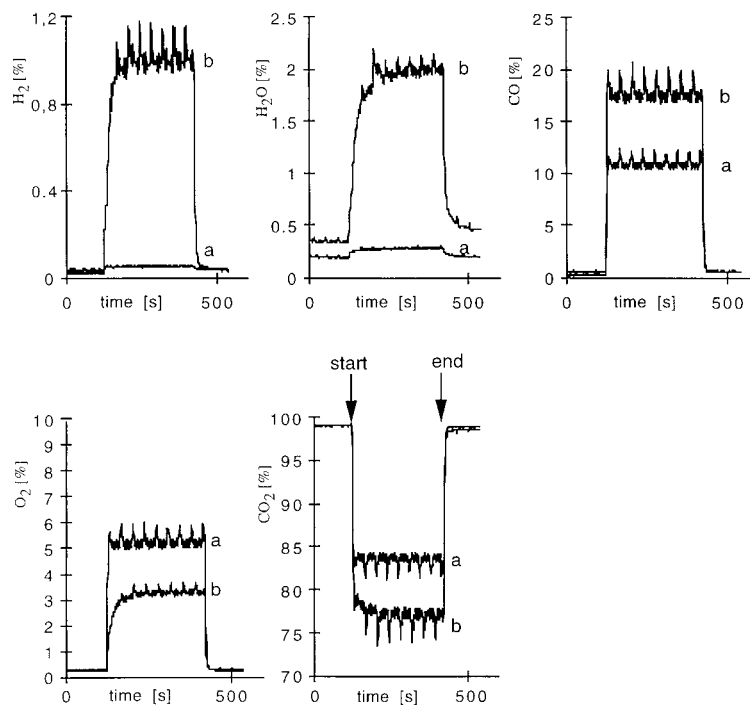 1,2
0,8
0.4
0
H2 [%]
b
a
0
time [s]
500
2.5
2
1.5
1
0.5
0
H2O [%]
b
a
0
time [s]
500
25
20
15
10
5
0
CO [%]
b
a
0
time [s]
500
10
9
8
7
6
5
4
3
2
1
0
O2 [%]
a
b
0
time [s]
500
start
end
100
95
90
85
80
75
70
CO2 [%]
a
b
0
time [s]
500